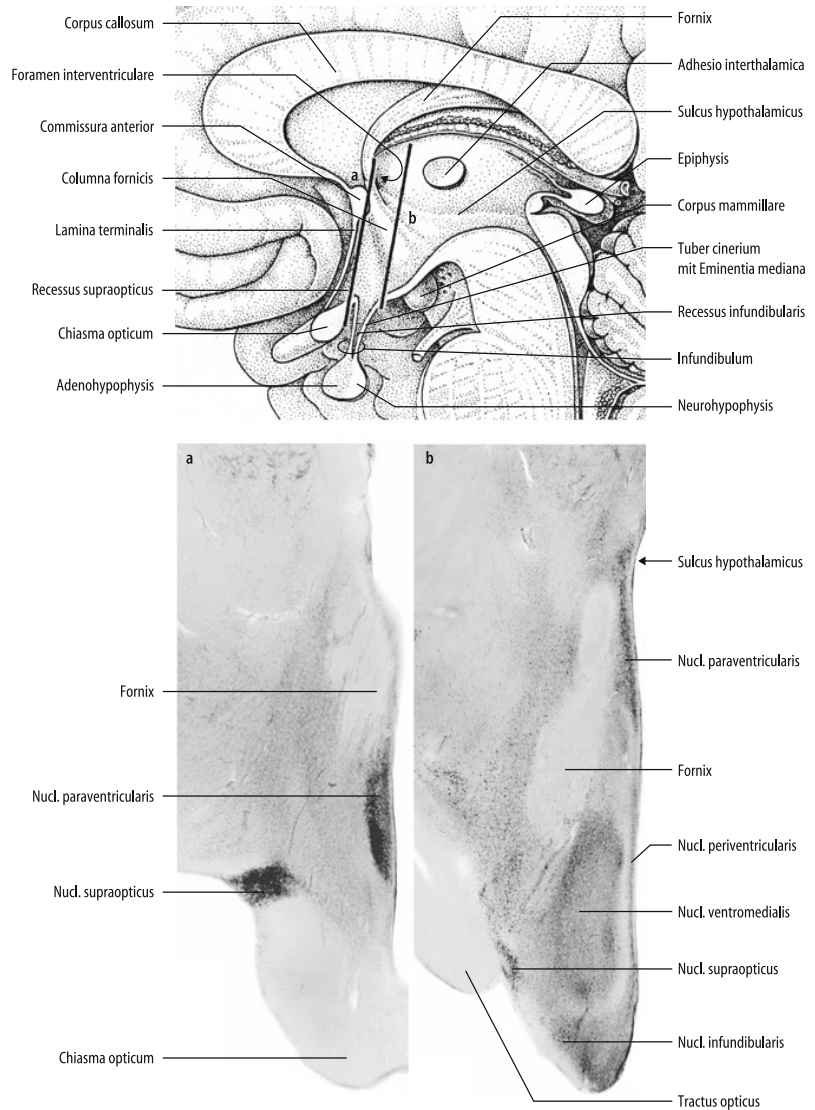 Corpus callosum
Foramen interventriculare
Commissura anterior
Columna fornicis
Lamina terminalis
Recessus supraopticus
Chiasma opticum
Adenohypophysis
a
b
Fornix
Adhesio interthalamica
Sulcus hypothalamicus
Epiphysis
Corpus mammillare
Tuber cinerium
mit Eminentia mediana
Recessus infundibularis
Infundibulum
Neurohypophysis
a
Fornix
Nucl. paraventricularis
Nucl. supraopticus
Chiasma opticum
b
Sulcus hypothalamicus
Nucl. paraventricularis
Fornix
Nucl. periventricularis
Nucl. ventromedialis
Nucl. supraopticus
Nucl. infundibularis
Tractus opticus